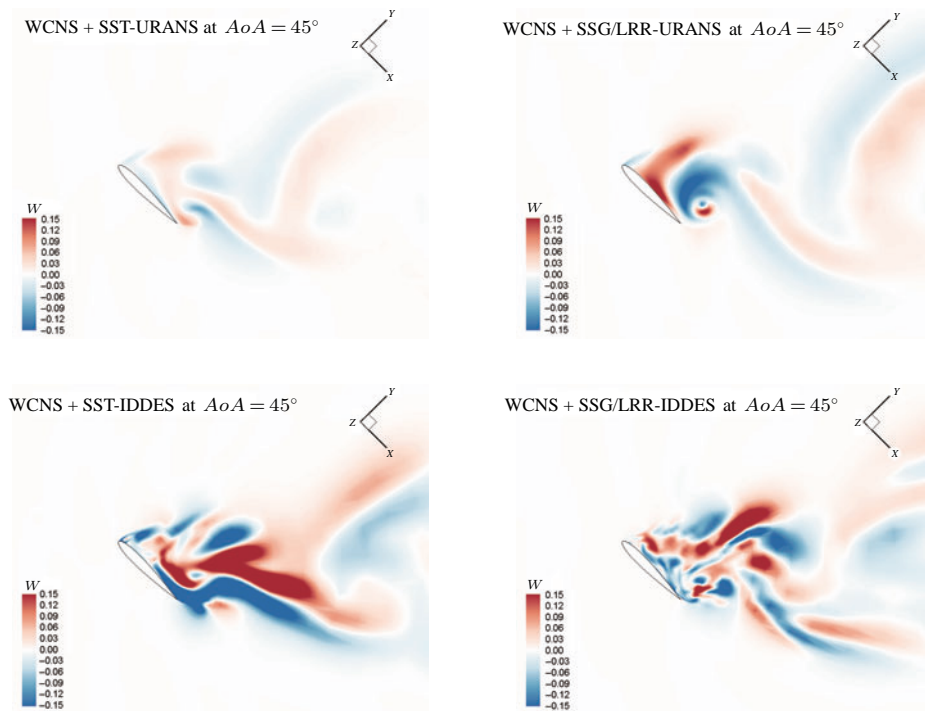 WCNS + SST-URANS at AoA = 45°
Y
Z
X
W
0.15
0.12
0.09
0.06
0.03
0.00
−0.03
−0.06
−0.09
−0.12
−0.15
WCNS + SSG/LRR-URANS at AoA = 45°
Y
Z
X
W
0.15
0.12
0.09
0.06
0.03
0.00
−0.03
−0.06
−0.09
−0.12
−0.15
WCNS + SST-IDDES at AoA = 45°
Y
Z
X
W
0.15
0.12
0.09
0.06
0.03
0.00
−0.03
−0.06
−0.09
−0.12
−0.15
WCNS + SSG/LRR-IDDES at AoA = 45°
Y
Z
X
W
0.15
0.12
0.09
0.06
0.03
0.00
−0.03
−0.06
−0.09
−0.12
−0.15